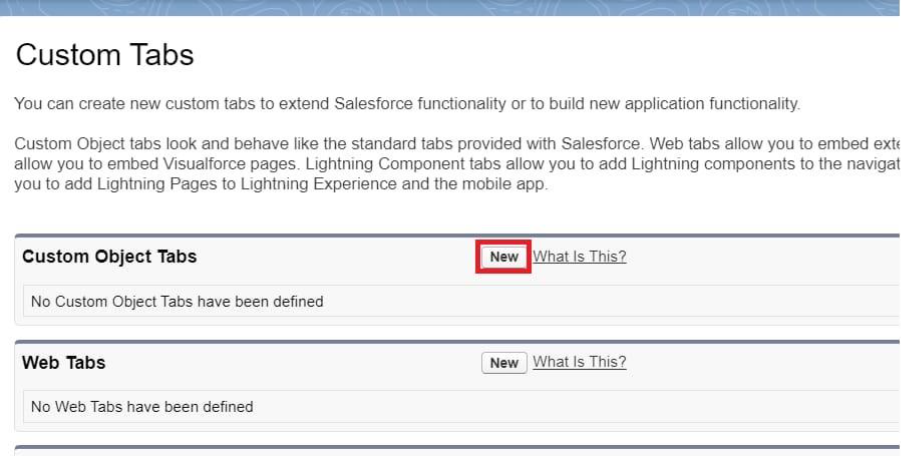 Custom Tabs
You can create new custom tabs to extend Salesforce functionality or to build new application functionality.
Custom Object tabs look and behave like the standard tabs provided with Salesforce. Web tabs allow you to embed
allow you to embed Visualforce pages. Lightning Component tabs allow you to add Lightning components to the
you to add Lightning Pages to Lightning Experience and the mobile app.
Custom Object Tabs New What Is This?
No Custom Object Tabs have been defined
Web Tabs New What Is This?
No Web Tabs have been defined